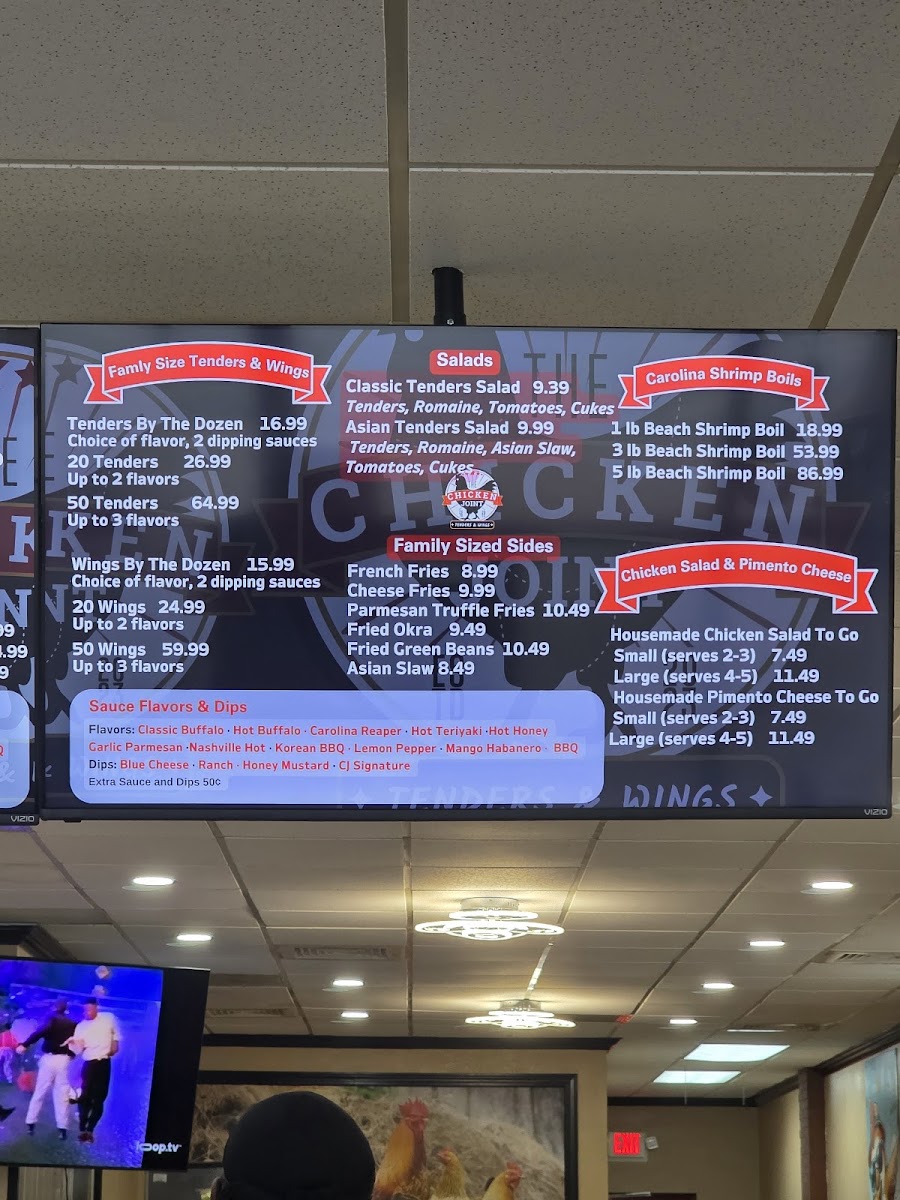 Famly Size Tenders & Wings
Tenders By The Dozen 16.99
Choice of flavor, 2 dipping sauces
20 Tenders 26.99
Up to 2 flavors
50 Tenders 64.99
Up to 3 flavors
Wings By The Dozen 15.99
Choice of flavor, 2 dipping sauces
20 Wings 24.99
Up to 2 flavors
50 Wings 59.99
Up to 3 flavors
Salads
Classic Tenders Salad 9.39
Tenders, Romaine, Tomatoes, Cukes
Asian Tenders Salad 9.99
Tenders, Romaine, Asian Slaw,
Tomatoes, Cukes
CHICKEN
JOINT
TENDERS & WINGS
Family Sized Sides
French Fries 8.99
Cheese Fries 9.99
Parmesan Truffle Fries 10.49
Fried Okra 9.49
Fried Green Beans 10.49
Asian Slaw 8.49
Carolina Shrimp Boils
1 lb Beach Shrimp Boil 18.99
3 lb Beach Shrimp Boil 53.99
5 lb Beach Shrimp Boil 86.99
Chicken Salad & Pimento Cheese
Housemade Chicken Salad To Go
Small (serves 2-3) 7.49
Large (serves 4-5) 11.49
Housemade Pimento Cheese To Go
Small (serves 2-3) 7.49
Large (serves 4-5) 11.49
Sauce Flavors & Dips
Flavors: Classic Buffalo · Hot Buffalo · Carolina Reaper · Hot Teriyaki ·Hot Honey
Garlic Parmesan ·Nashville Hot · Korean BBQ · Lemon Pepper · Mango Habanero · BBQ
Dips: Blue Cheese · Ranch · Honey Mustard · CJ Signature
Extra Sauce and Dips 50¢
THE
CHICKEN
JOINT
TENDERS & WINGS
VIZIO
VIZIO
loop.tv
EXIT